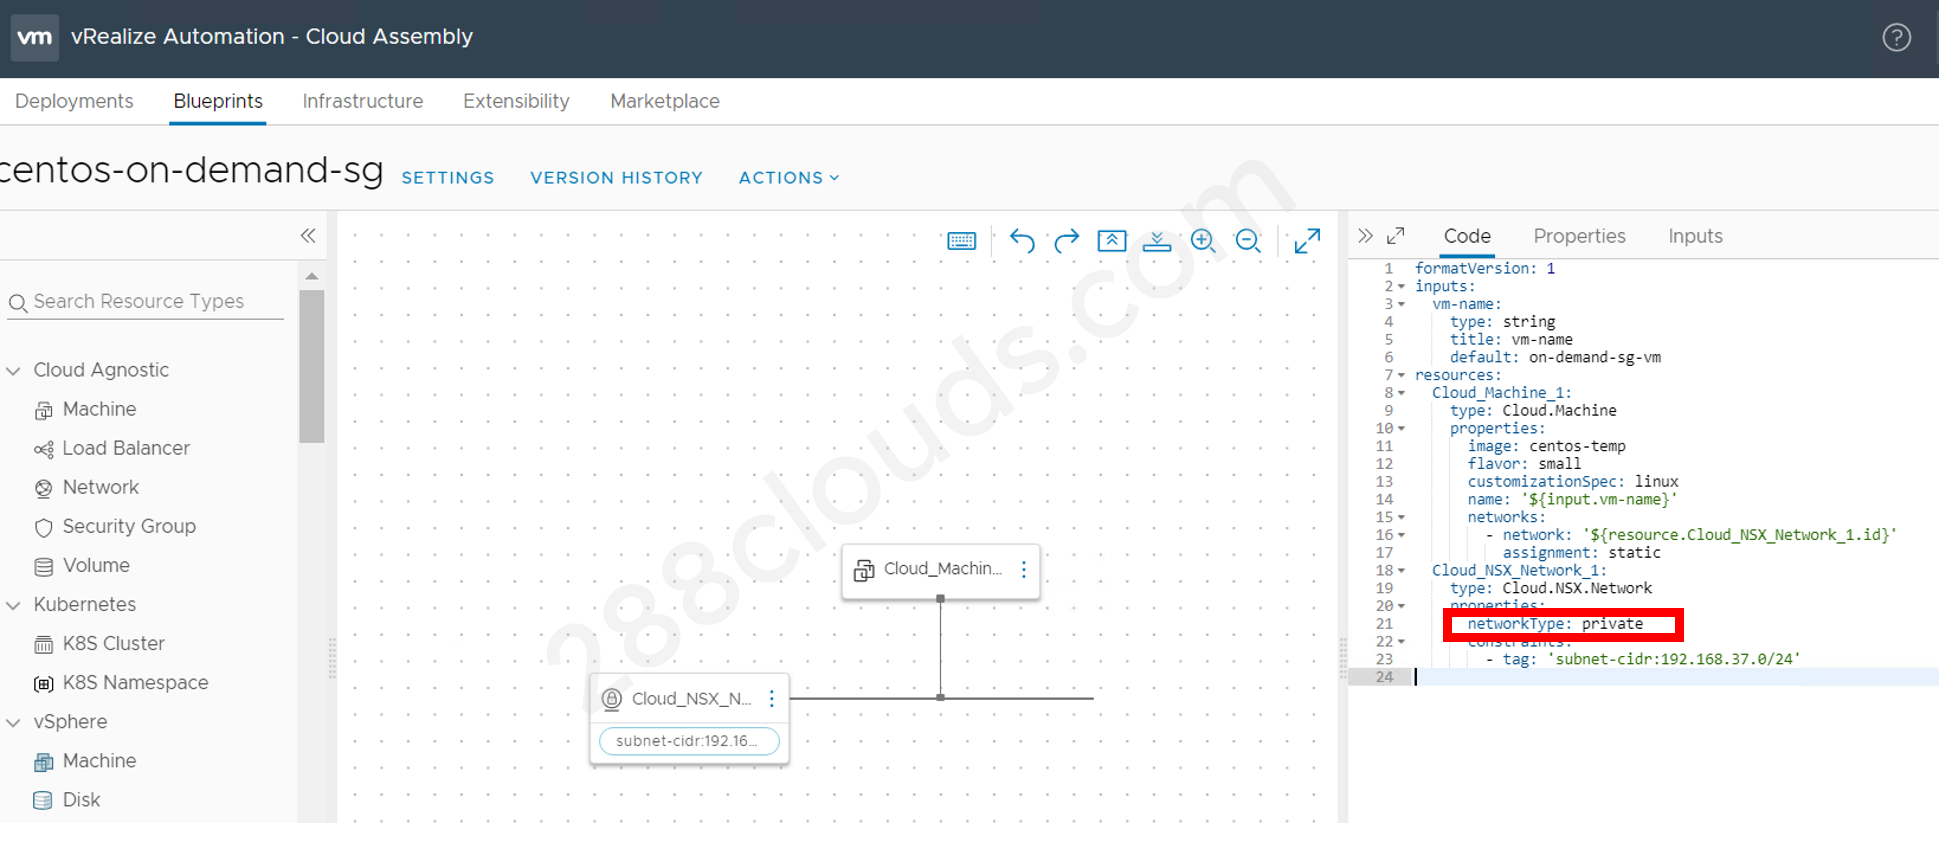 vm vRealize Automation - Cloud Assembly
Deployments Blueprints Infrastructure Extensibility Marketplace
centos-on-demand-sg SETTINGS VERSION HISTORY ACTIONS
Search Resource Types
Cloud Agnostic
Machine
Load Balancer
Network
Security Group
Volume
Kubernetes
K8S Cluster
K8S Namespace
vSphere
Machine
Disk
Cloud_Machin...
Cloud_NSX_N...
subnet-cidr:192.16...
288clouds.com
Code Properties Inputs
1 formatVersion: 1
2 inputs:
3 vm-name:
4 type: string
5 title: vm-name
6 default: on-demand-sg-vm
7 resources:
8 Cloud_Machine_1:
9 type: Cloud.Machine
10 properties:
11 image: centos-temp
12 flavor: small
13 customizationSpec: linux
14 name: '${input.vm-name}'
15 networks:
16 - network: '${resource.Cloud_NSX_Network_1.id}'
17 assignment: static
18 Cloud_NSX_Network_1:
19 type: Cloud.NSX.Network
20 properties:
21 networkType: private
22 constraints:
23 - tag: 'subnet-cidr:192.168.37.0/24'
24